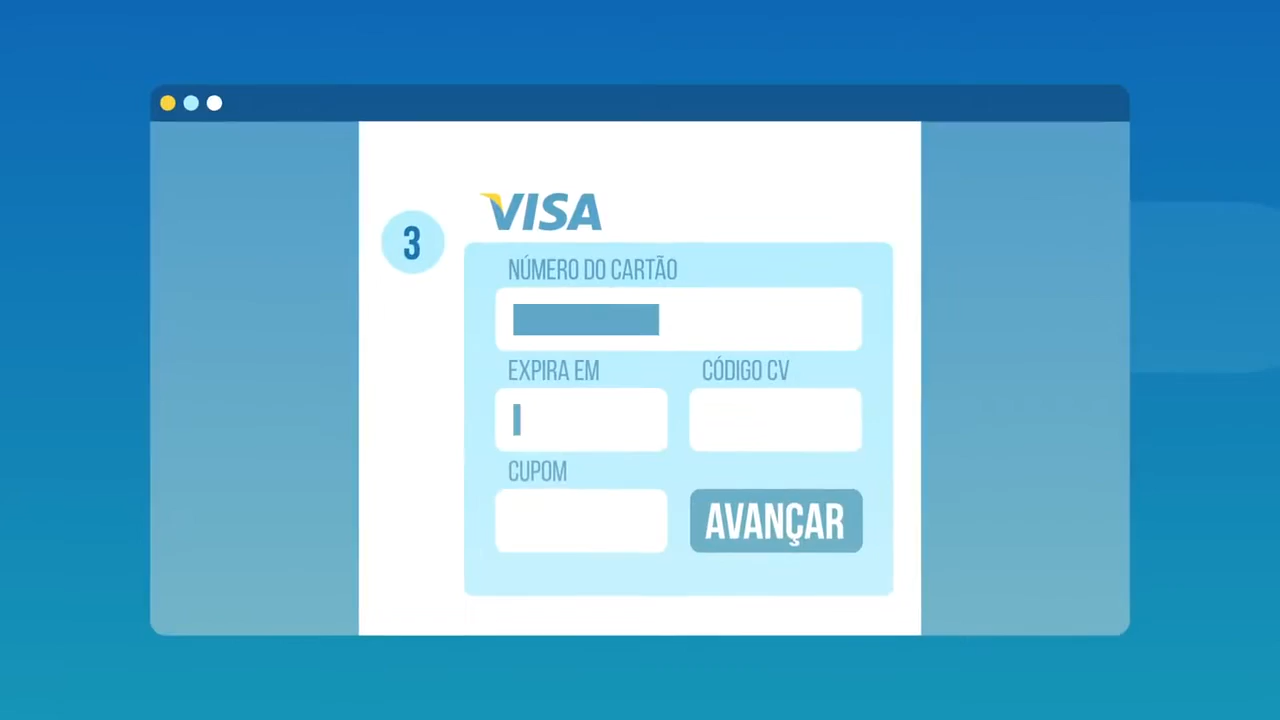 VISA
3
NÚMERO DO CARTÃO
EXPIRA EM
CÓDIGO CV
CUPOM
AVANÇAR